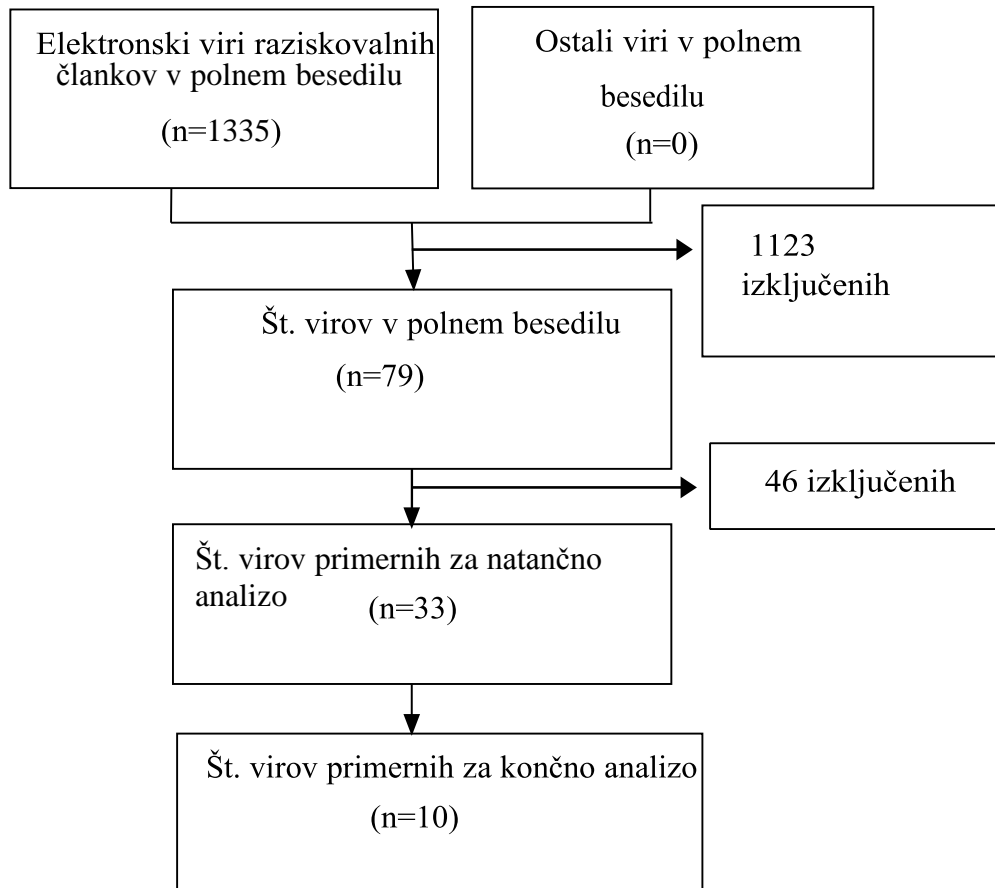 Elektronski viri raziskovalnih
člankov v polnem besedilu
(n=1335)
Ostali viri v polnem
besedilu
(n=0)
1123
izključenih
Št. virov v polnem besedilu
(n=79)
46 izključenih
Št. virov primernih za natančno
analizo
(n=33)
Št. virov primernih za končno analizo
(n=10)